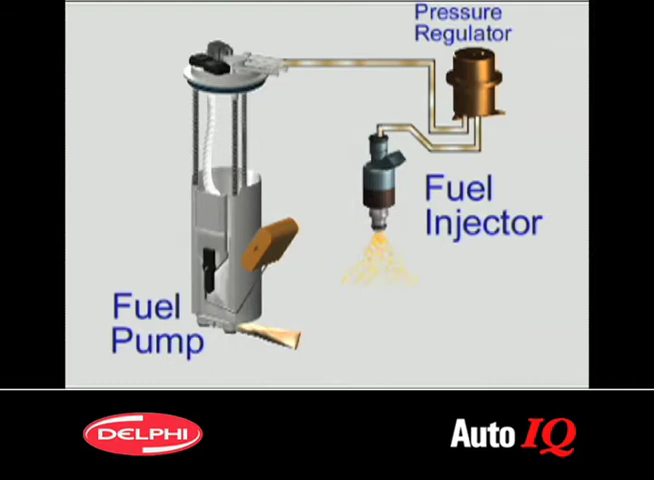 Pressure
Regulator
Fuel
Injector
Fuel
Pump
DELPHI
Auto IQ